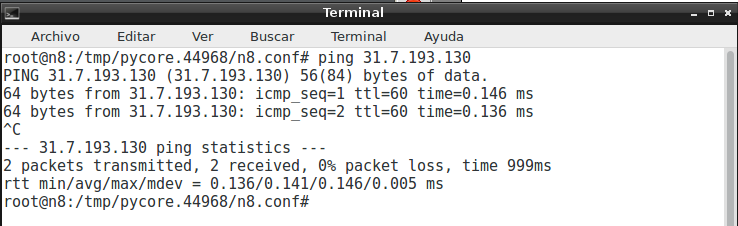 Terminal
Archivo Editar Ver Buscar Terminal Ayuda
root@n8:/tmp/pycore.44968/n8.conf# ping 31.7.193.130
PING 31.7.193.130 (31.7.193.130) 56(84) bytes of data.
64 bytes from 31.7.193.130: icmp_seq=1 ttl=60 time=0.146 ms
64 bytes from 31.7.193.130: icmp_seq=2 ttl=60 time=0.136 ms
^C
--- 31.7.193.130 ping statistics ---
2 packets transmitted, 2 received, 0% packet loss, time 999ms
rtt min/avg/max/mdev = 0.136/0.141/0.146/0.005 ms
root@n8:/tmp/pycore.44968/n8.conf#